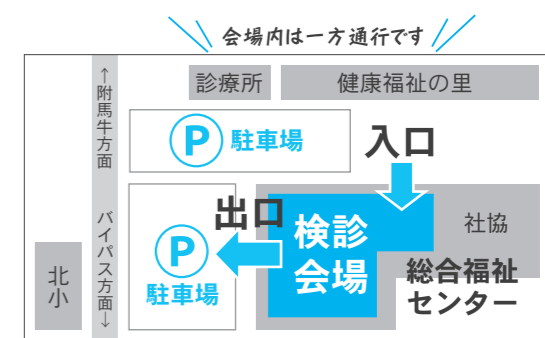 会場内は一方通行です
診療所
健康福祉の里
↑附馬牛方面
P 駐車場
入口
バイパス方面↓
出口
P
駐車場
検診
会場
社協
総合福祉
センター
北小